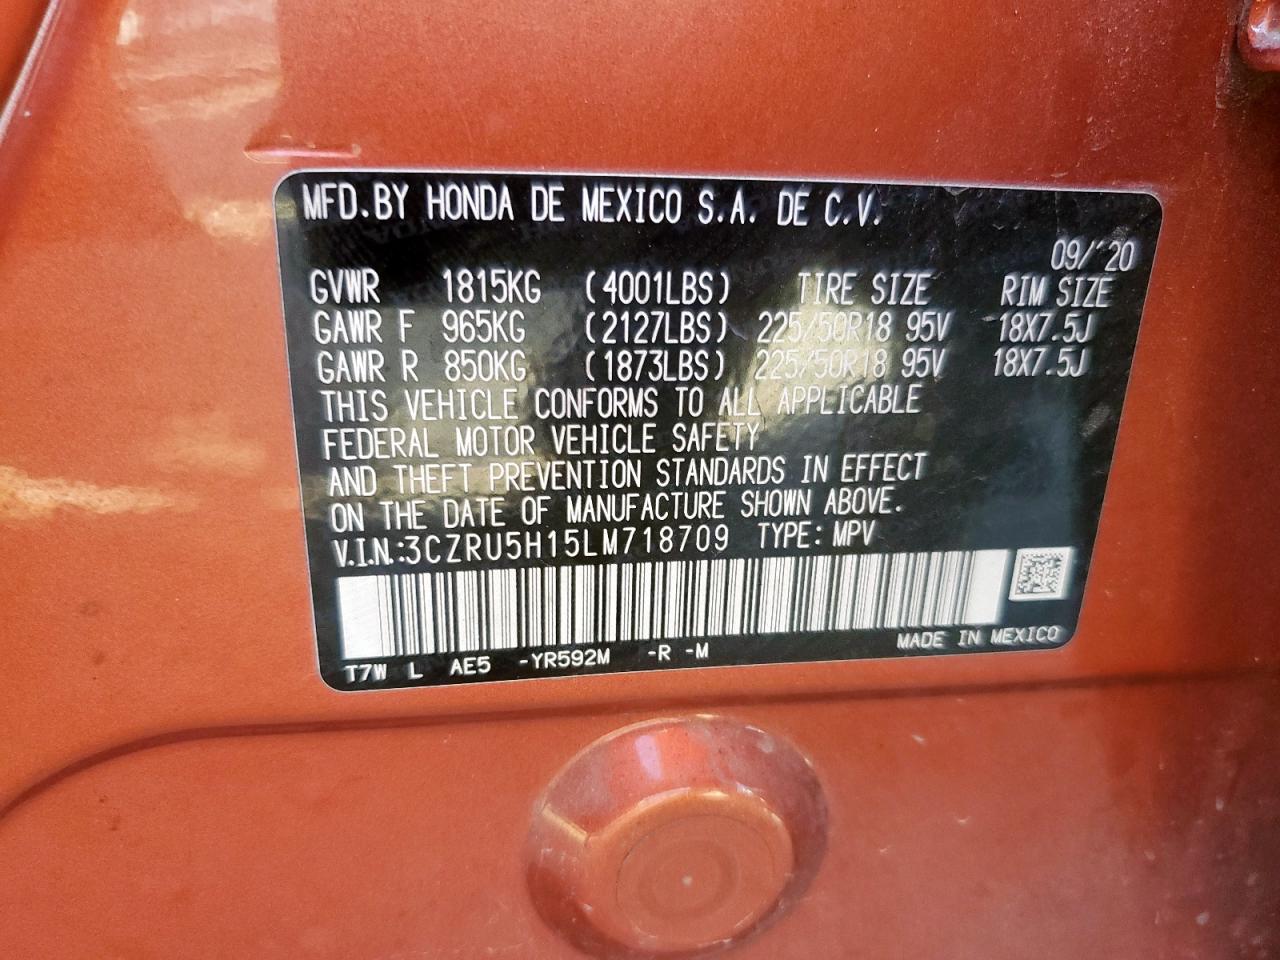 MFD.BY HONDA DE MEXICO S.A. DE C.V.
09/'20
GVWR 1815KG (4001LBS) TIRE SIZE RIM SIZE
GAWR F 965KG (2127LBS) 225/50R18 95V 18X7.5J
GAWR R 850KG (1873LBS) 225/50R18 95V 18X7.5J
THIS VEHICLE CONFORMS TO ALL APPLICABLE
FEDERAL MOTOR VEHICLE SAFETY
AND THEFT PREVENTION STANDARDS IN EFFECT
ON THE DATE OF MANUFACTURE SHOWN ABOVE.
V.I.N.:3CZRU5H15LM718709 TYPE: MPV
MADE IN MEXICO
T7W L AE5 -YR592M -R -M